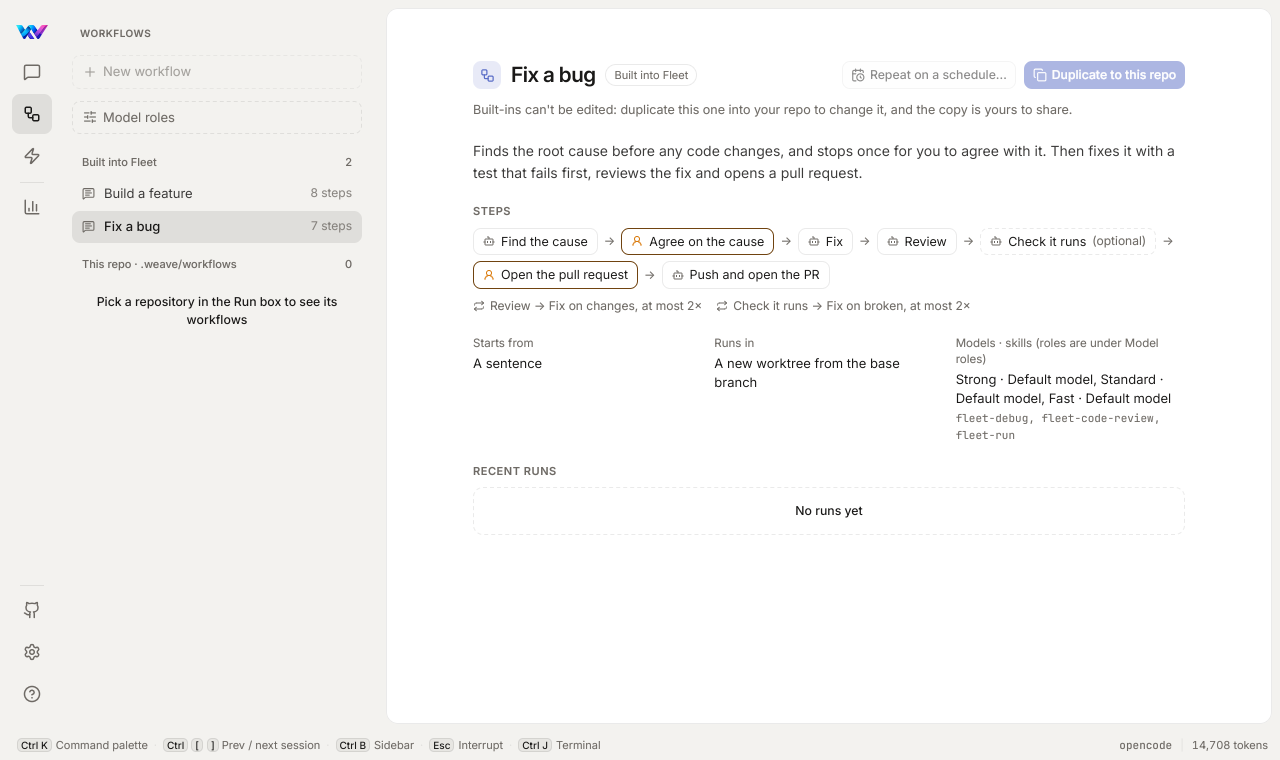 WORKFLOWS
New workflow
Model roles
Built into Fleet 2
Build a feature 8 steps
Fix a bug 7 steps
This repo · .weave/workflows 0
Pick a repository in the Run box to see its
workflows
Fix a bug Built into Fleet Repeat on a schedule... Duplicate to this repo
Built-ins can't be edited: duplicate this one into your repo to change it, and the copy is yours to share.
Finds the root cause before any code changes, and stops once for you to agree with it. Then fixes it with a
test that fails first, reviews the fix and opens a pull request.
STEPS
Find the cause → Agree on the cause → Fix → Review → Check it runs (optional) →
Open the pull request → Push and open the PR
Review → Fix on changes, at most 2× Check it runs → Fix on broken, at most 2×
Starts from
A sentence
Runs in
A new worktree from the base
branch
Models · skills (roles are under Model
roles)
Strong · Default model, Standard ·
Default model, Fast · Default model
fleet-debug, fleet-code-review,
fleet-run
RECENT RUNS
No runs yet
Ctrl K Command palette Ctrl [ ] Prev / next session Ctrl B Sidebar Esc Interrupt Ctrl J Terminal opencode 14,708 tokens